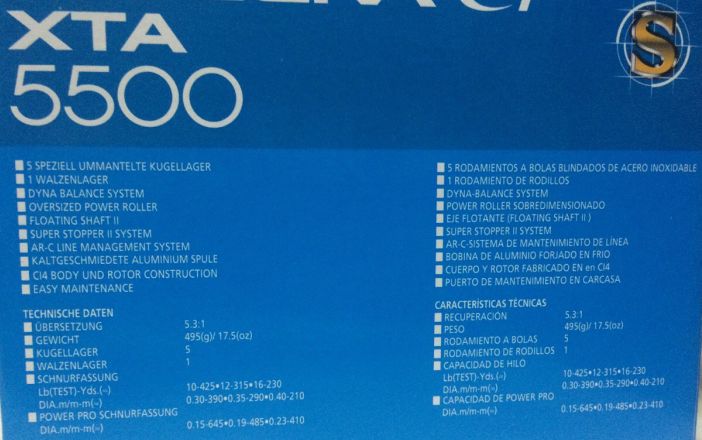 XTA
5500
S
5 SPEZIELL UMMANTELTE KUGELLAGER
1 WALZENLAGER
DYNA BALANCE SYSTEM
OVERSIZED POWER ROLLER
FLOATING SHAFT II
SUPER STOPPER II SYSTEM
AR-C LINE MANAGEMENT SYSTEM
KALTGESCHMIEDETE ALUMINIUM SPULE
CI4 BODY UND ROTOR CONSTRUCTION
EASY MAINTENANCE
TECHNISCHE DATEN
ÜBERSETZUNG 5.3:1
GEWICHT 495(g)/ 17.5(oz)
KUGELLAGER 5
WALZENLAGER 1
SCHNURFASSUNG
Lb(TEST)-Yds.(∞) 10-425•12-315•16-230
DIA.m/m-m(∞) 0.30-390•0.35-290•0.40-210
POWER PRO SCHNURFASSUNG
DIA.m/m-m(∞) 0.15-645•0.19-485•0.23-410
5 RODAMIENTOS A BOLAS BLINDADOS DE ACERO INOXIDABLE
1 RODAMIENTO DE RODILLOS
DYNA-BALANCE SYSTEM
POWER ROLLER SOBREDIMENSIONADO
EJE FLOTANTE (FLOATING SHAFT II )
SUPER STOPPER II SYSTEM
AR-C-SISTEMA DE MANTENIMIENTO DE LÍNEA
BOBINA DE ALUMINIO FORJADO EN FRIO
CUERPO Y ROTOR FABRICADO EN en CI4
PUERTO DE MANTENIMIENTO EN CARCASA
CARACTERÍSTICAS TÉCNICAS
RECUPERACIÓN 5.3:1
PESO 495(g)/ 17.5(oz)
RODAMIENTO A BOLAS 5
RODAMIENTO DE RODILLOS 1
CAPACIDAD DE HILO
Lb(TEST)-Yds.(∞) 10-425•12-315•16-230
DIA.m/m-m(∞) 0.30-390•0.35-290•0.40-210
CAPACIDAD DE POWER PRO
DIA.m/m-m(∞) 0.15-645•0.19-485•0.23-410